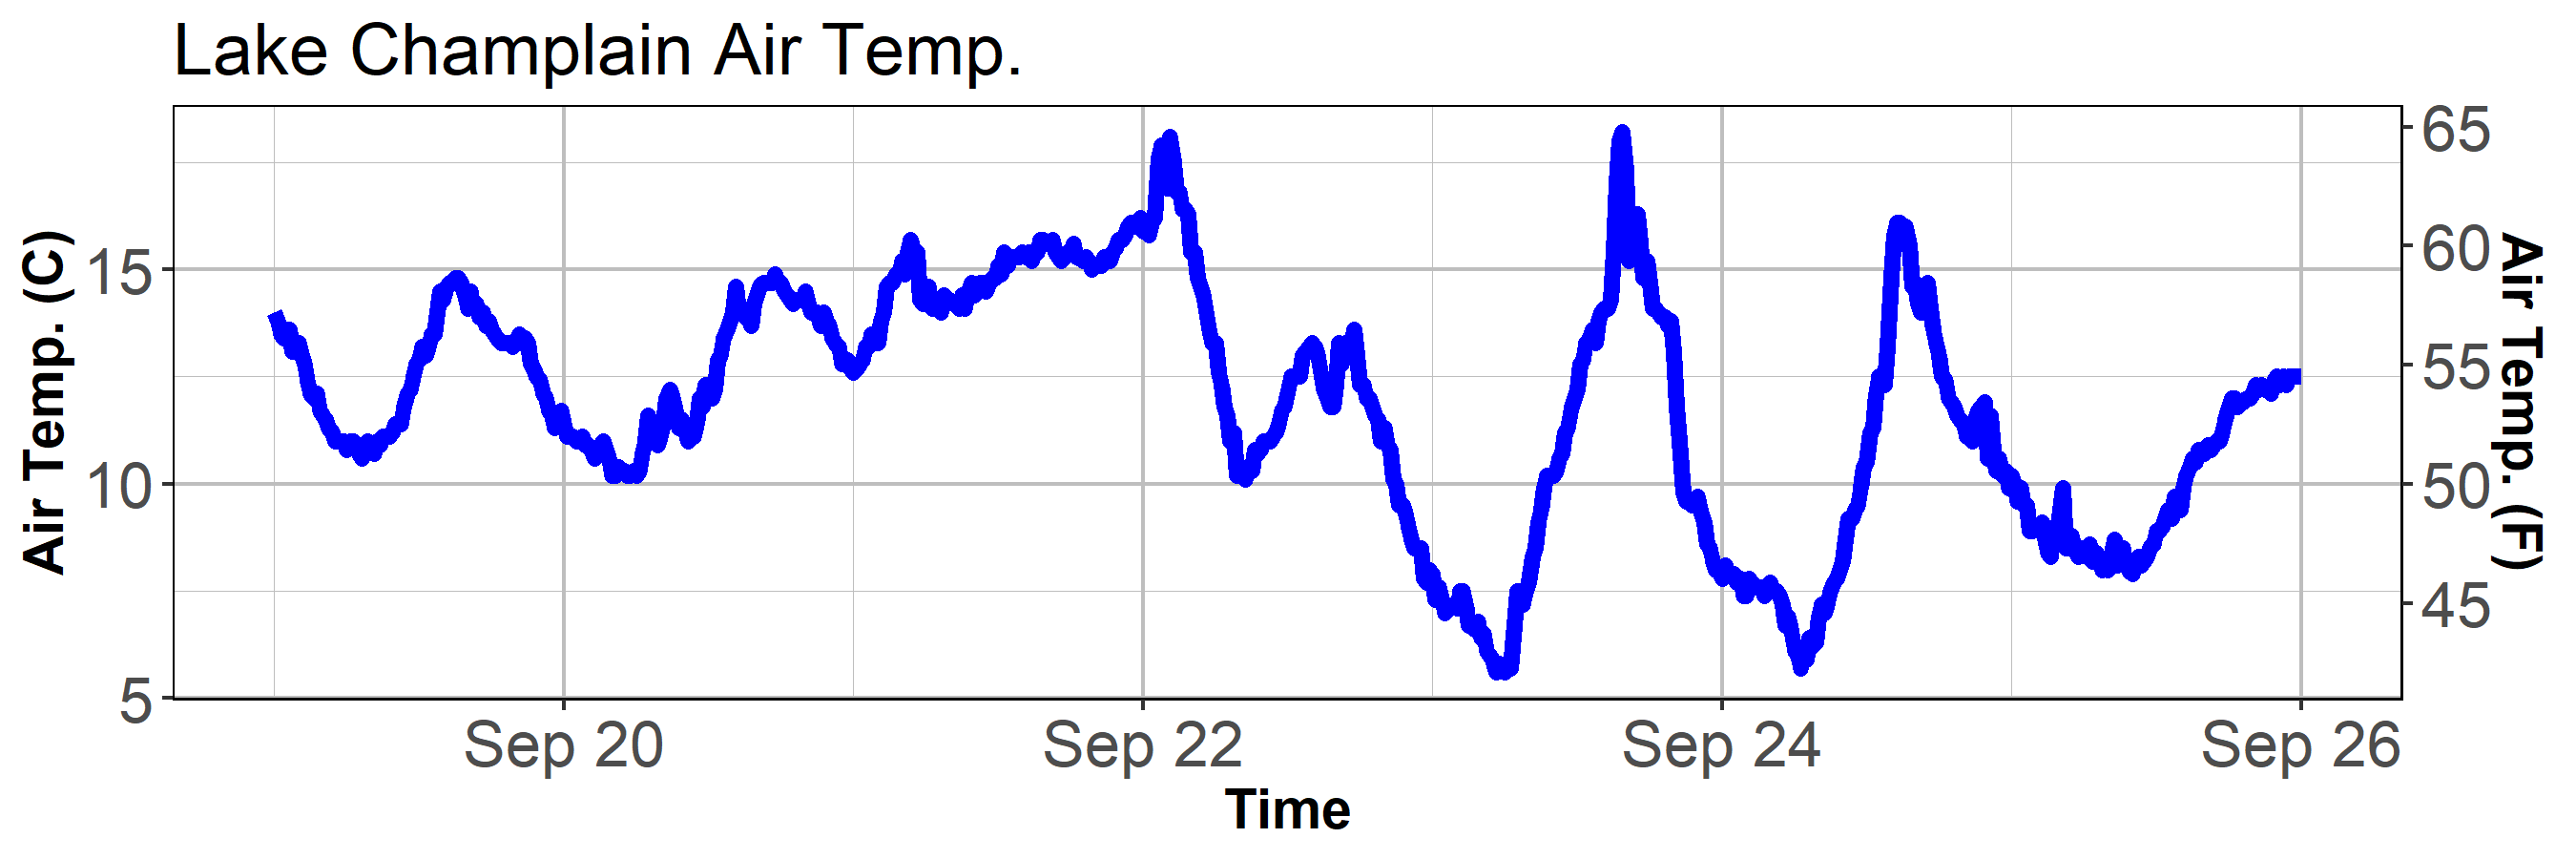 Lake Champlain Air Temp.
Air Temp. (C)
15
10
5
65
60
55
50
45
Air Temp. (F)
Sep 20
Sep 22
Sep 24
Sep 26
Time